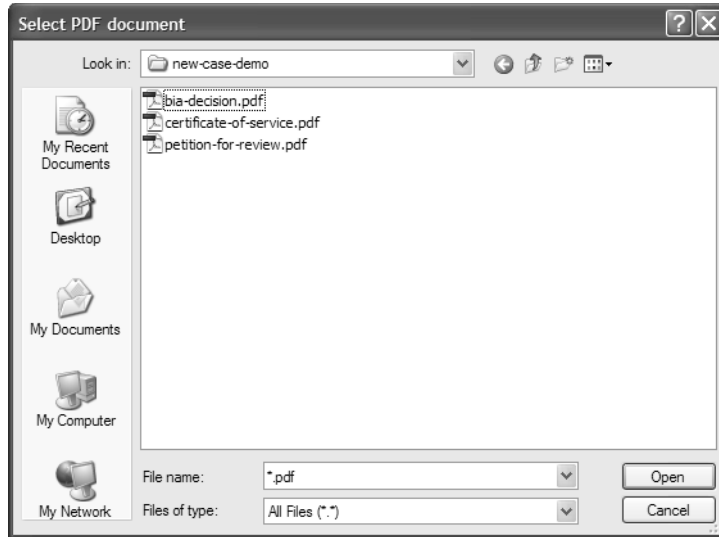 Select PDF document
Look in: new-case-demo
bia-decision.pdf
certificate-of-service.pdf
petition-for-review.pdf
My Recent
Documents
Desktop
My Documents
My Computer
My Network
File name: *.pdf Open
Files of type: All Files (*.*) Cancel